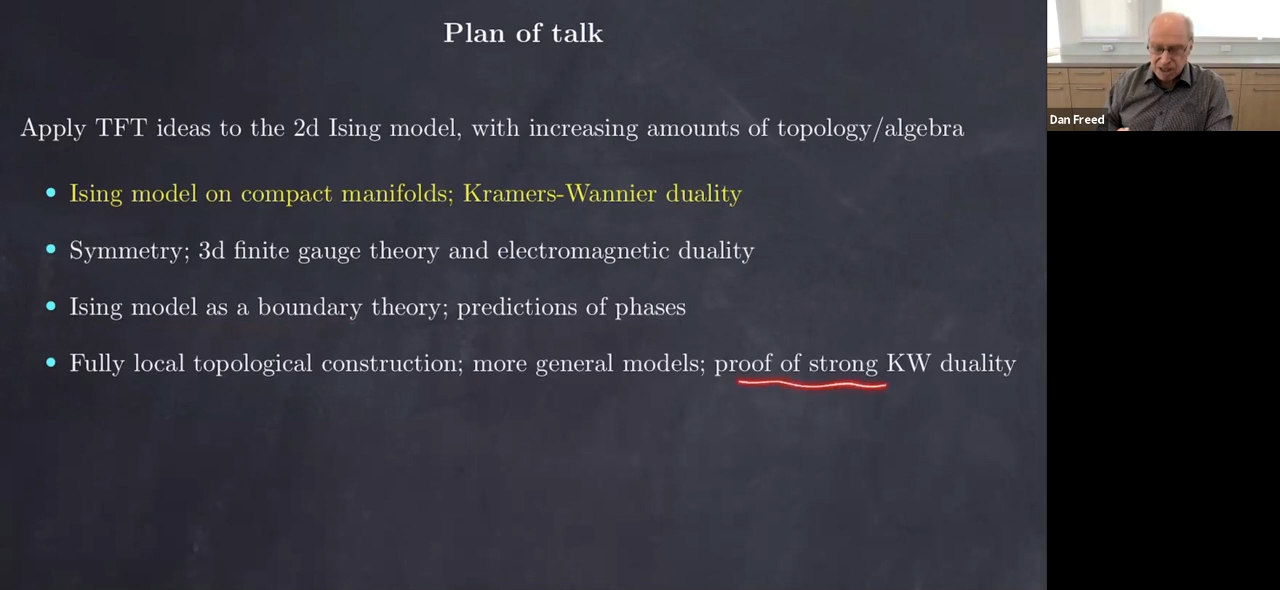 Plan of talk
Apply TFT ideas to the 2d Ising model, with increasing amounts of topology/algebra
Ising model on compact manifolds; Kramers-Wannier duality
Symmetry; 3d finite gauge theory and electromagnetic duality
Ising model as a boundary theory; predictions of phases
Fully local topological construction; more general models; proof of strong KW duality
Dan Freed